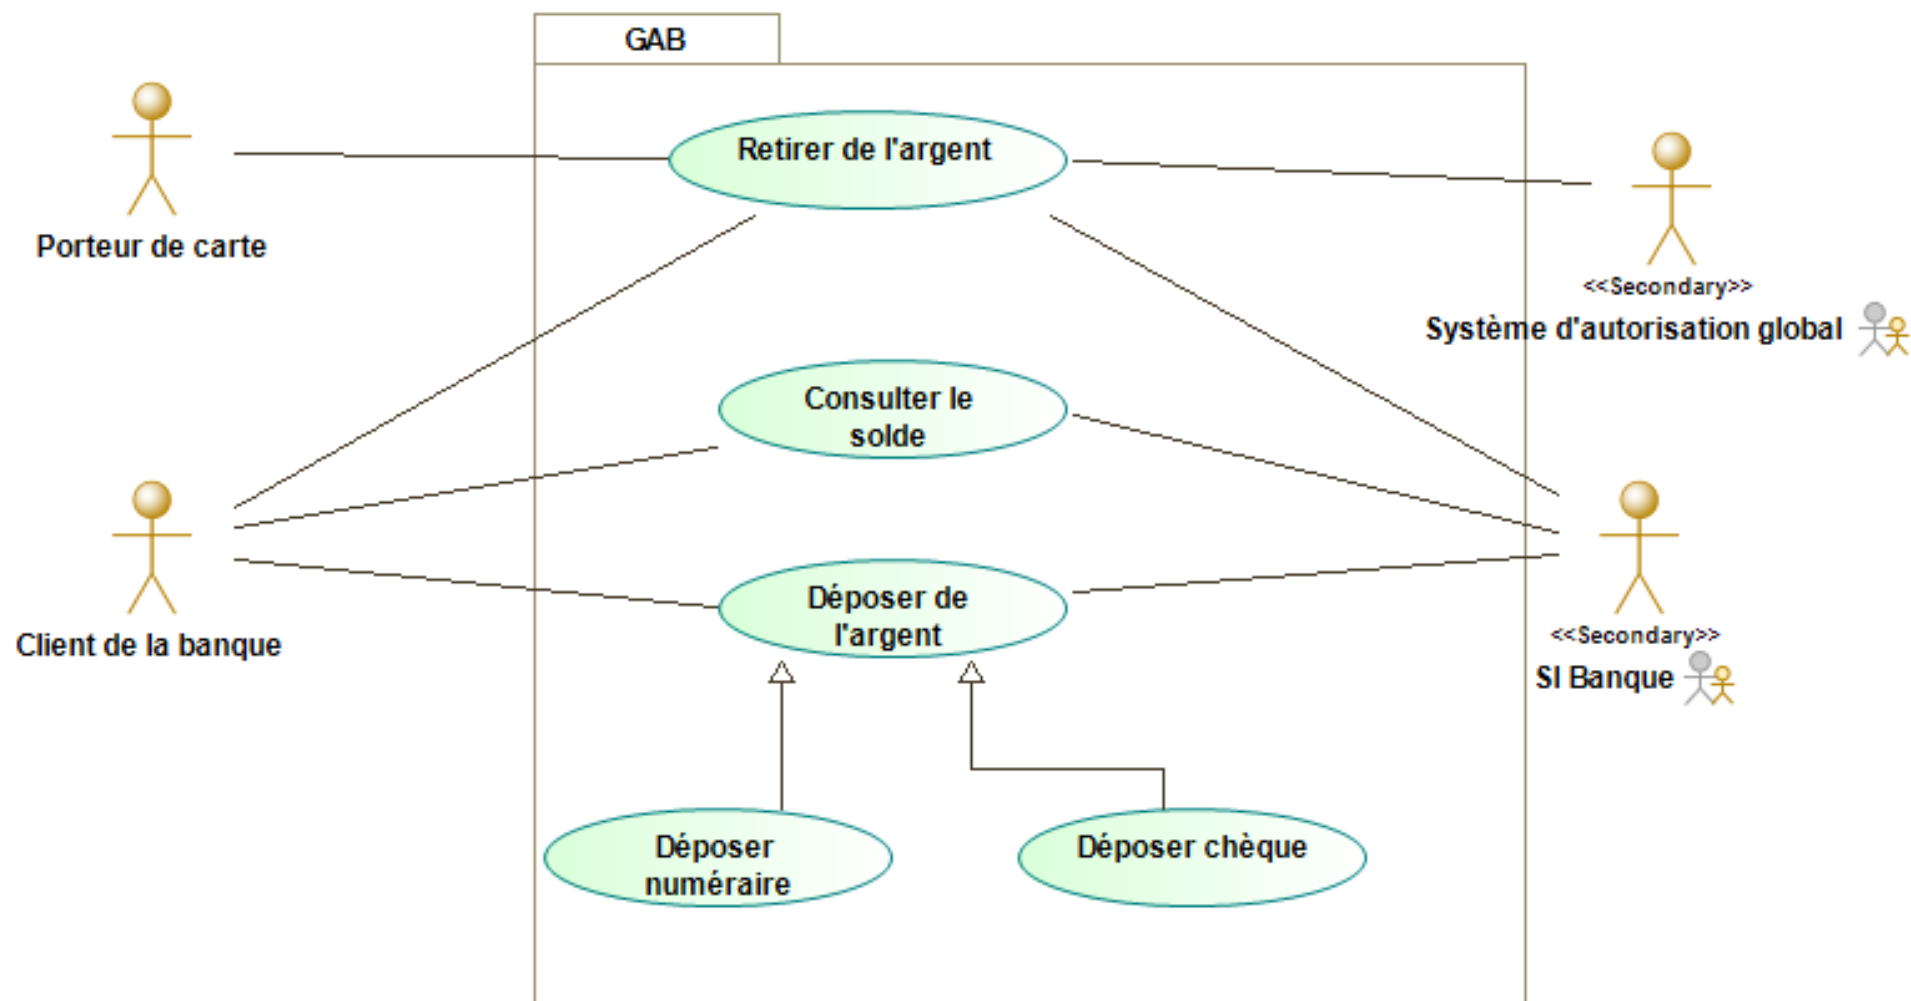 GAB
Retirer de l'argent
Porteur de carte
<<Secondary>>
Système d'autorisation global
Consulter le
solde
Client de la banque
Déposer de
l'argent
<<Secondary>>
SI Banque
Déposer
numéraire
Déposer chèque